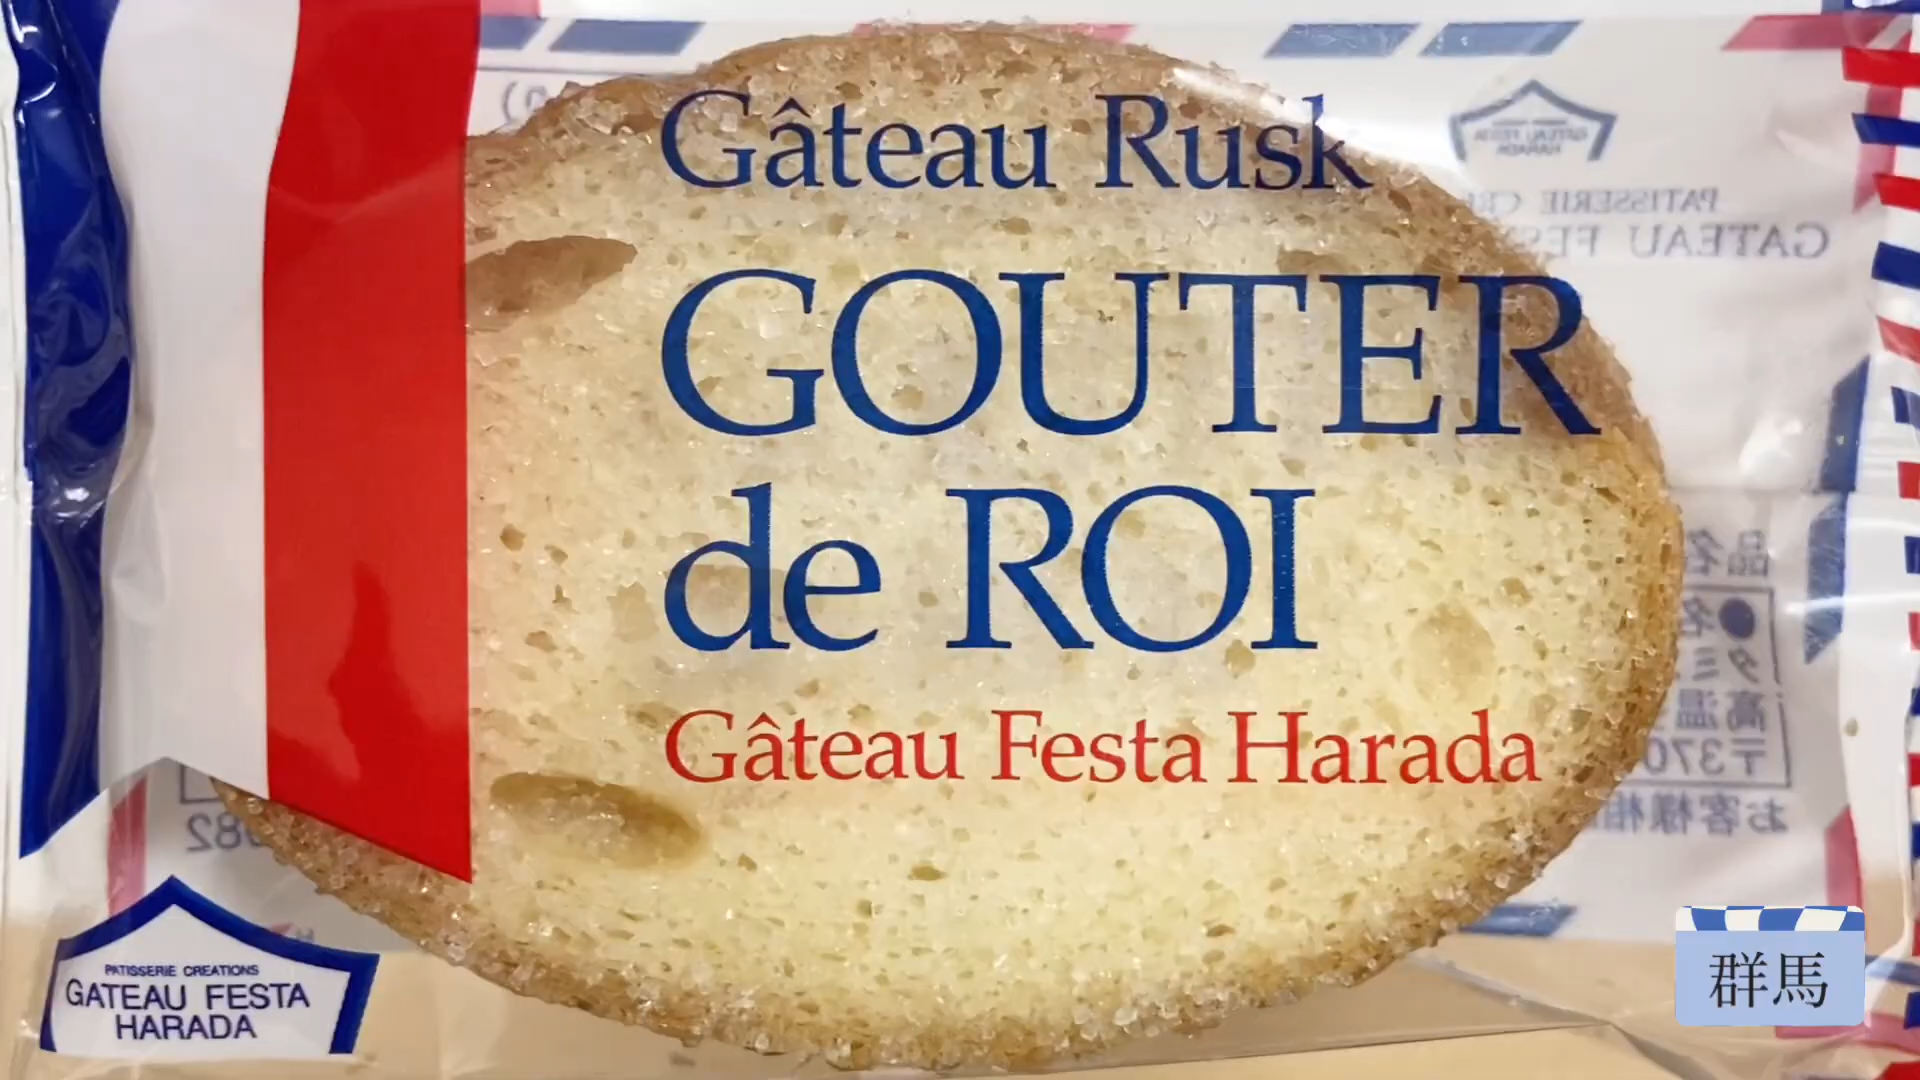 Gâteau Rusk
GOUTER
de ROI
Gâteau Festa Harada
PATISSERIE CREATIONS
GATEAU FESTA
HARADA
群馬